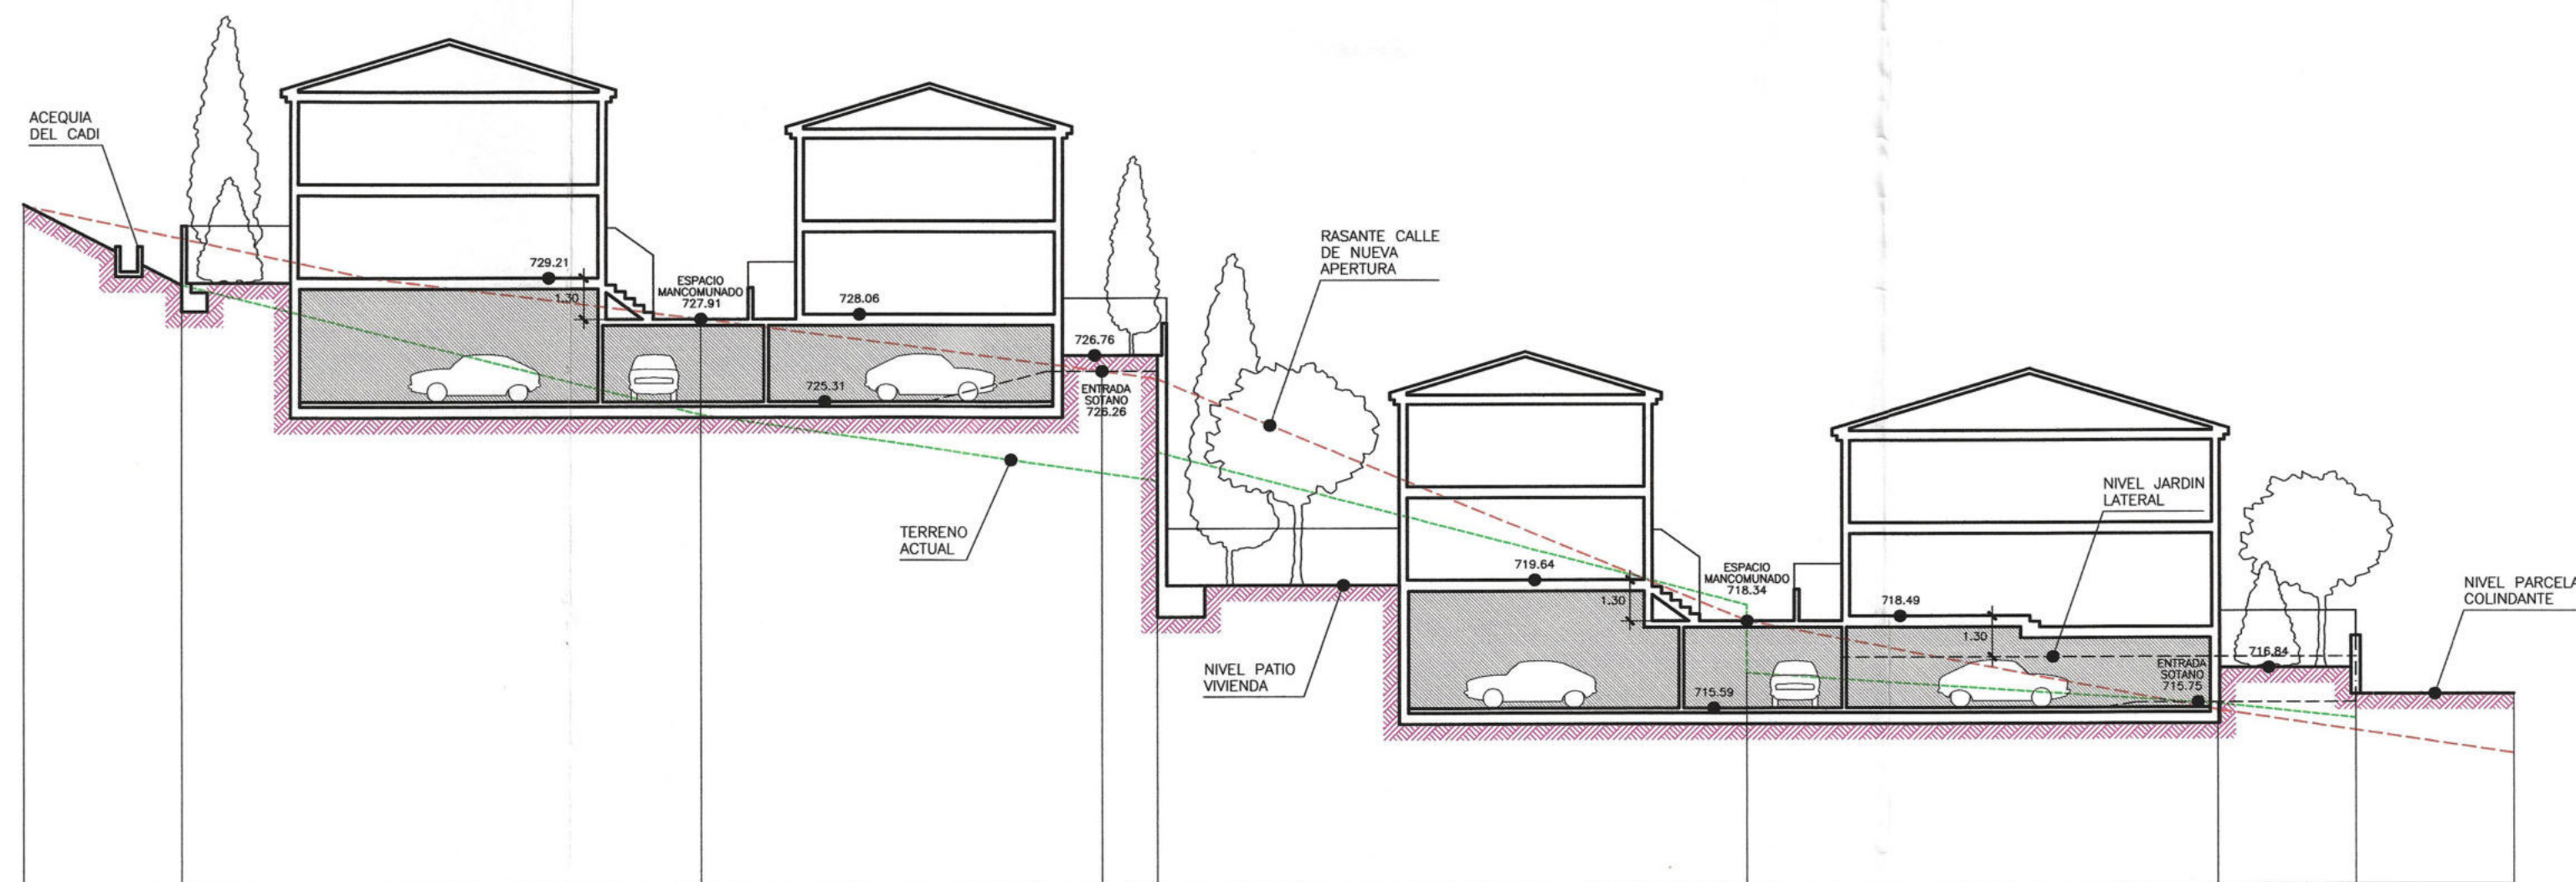 ACEQUIA
DEL CADI
729.21
1.30
ESPACIO
MANCOMUNADO
727.91
728.06
725.31
726.76
ENTRADA
SOTANO
726.26
TERRENO
ACTUAL
RASANTE CALLE
DE NUEVA
APERTURA
NIVEL PATIO
VIVIENDA
719.64
1.30
ESPACIO
MANCOMUNADO
718.34
715.59
718.49
1.30
NIVEL JARDIN
LATERAL
ENTRADA
SOTANO
715.75
716.84
NIVEL PARCELA
COLINDANTE